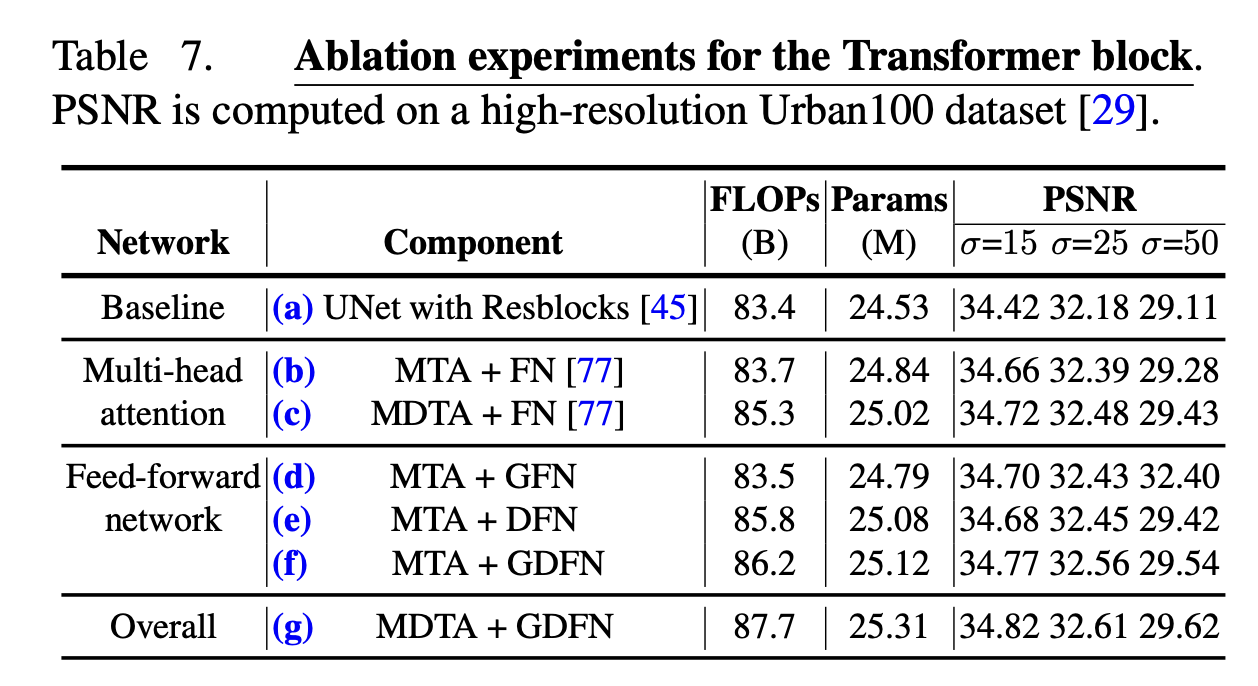 Table 7. Ablation experiments for the Transformer block.
PSNR is computed on a high-resolution Urban100 dataset [29].
FLOPs Params PSNR
Network Component (B) (M) σ=15 σ=25 σ=50
Baseline (a) UNet with Resblocks [45] 83.4 24.53 34.42 32.18 29.11
Multi-head (b) MTA + FN [77] 83.7 24.84 34.66 32.39 29.28
attention (c) MDTA + FN [77] 85.3 25.02 34.72 32.48 29.43
Feed-forward (d) MTA + GFN 83.5 24.79 34.70 32.43 32.40
network (e) MTA + DFN 85.8 25.08 34.68 32.45 29.42
(f) MTA + GDFN 86.2 25.12 34.77 32.56 29.54
Overall (g) MDTA + GDFN 87.7 25.31 34.82 32.61 29.62